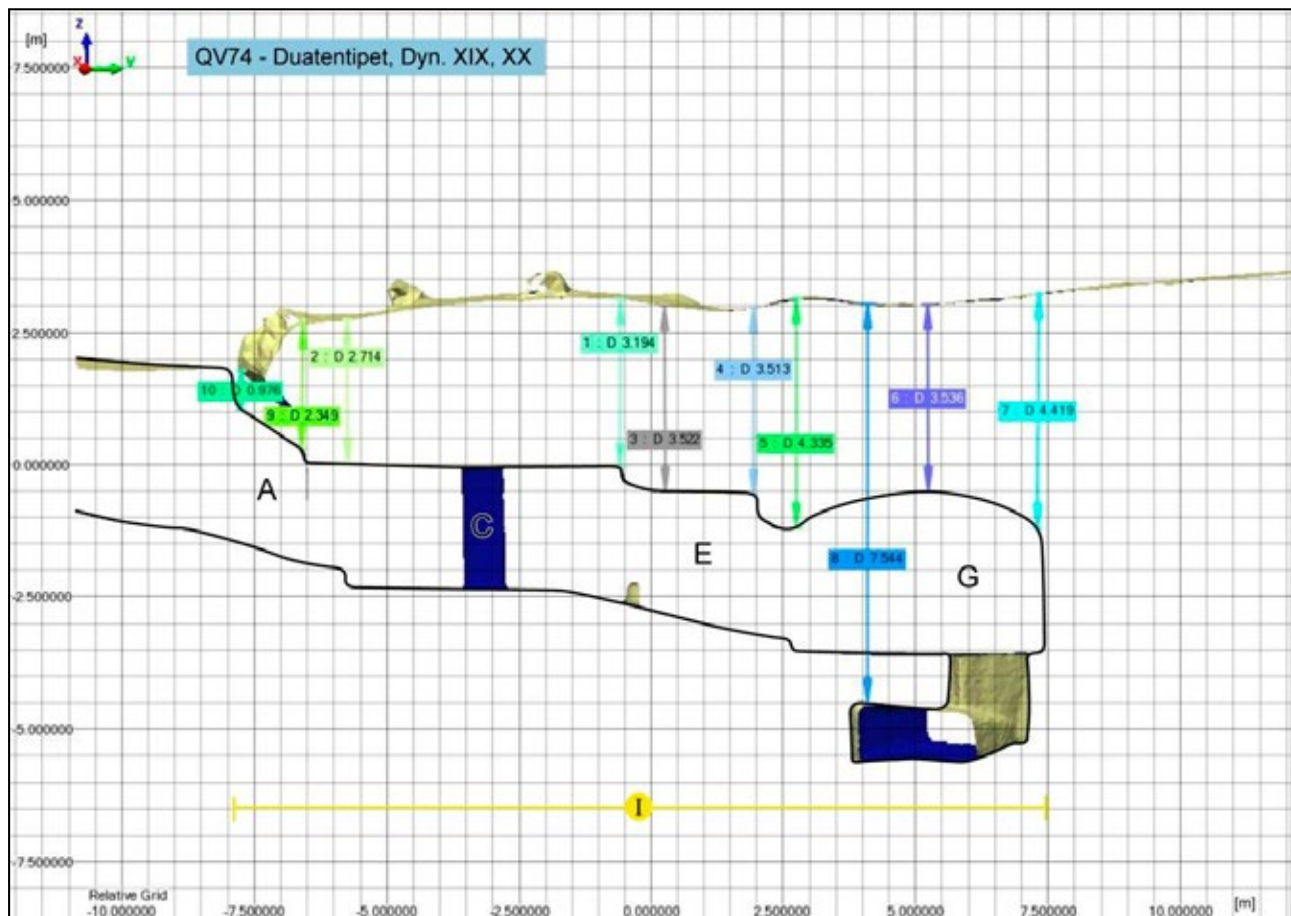 z
[m]
x
y
QV74 - Duatentipet, Dyn. XIX, XX
7.500000
5.000000
2.500000
2 : D 2.714
1 : D 3.194
4 : D 3.513
10 : D 0.976
6 : D 3.536
9 : D 2.349
7 : D 4.419
3 : D 3.522
5 : D 4.335
0.000000
A
C
E
8 : D 7.544
G
-2.500000
-5.000000
I
-7.500000
Relative Grid
[m]
-10.000000 -7.500000 -5.000000 -2.500000 0.000000 2.500000 5.000000 7.500000 10.000000